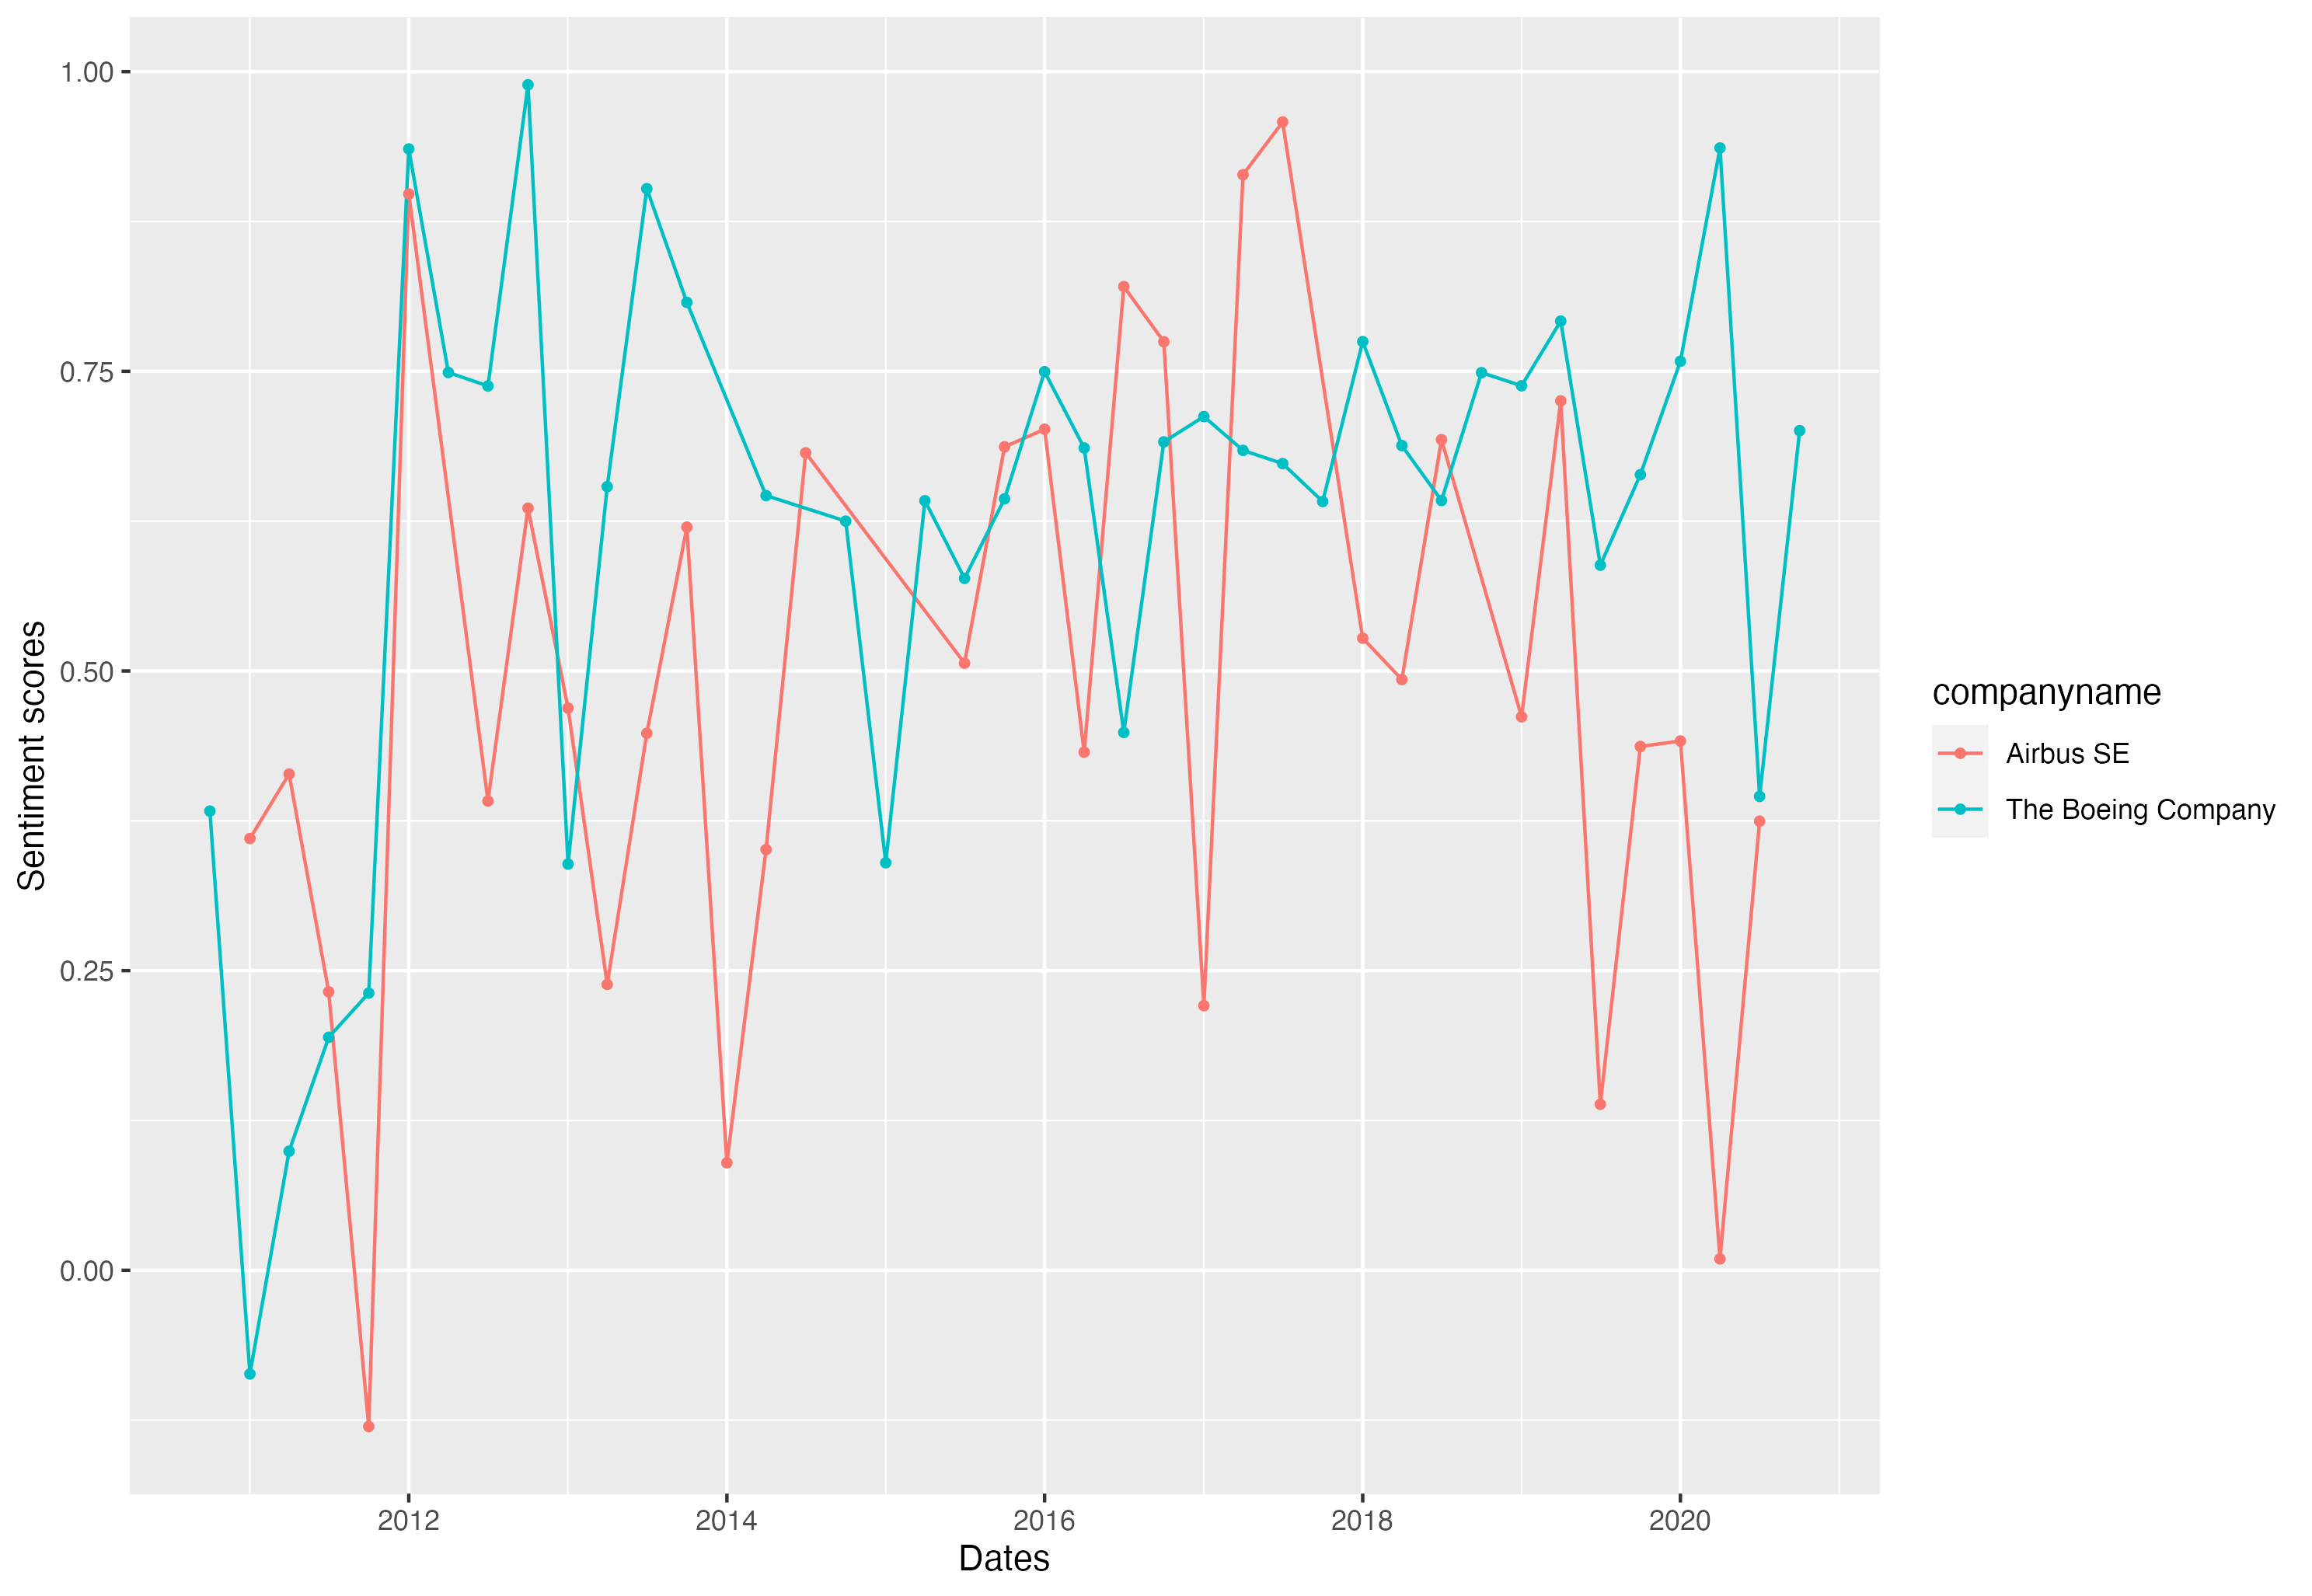 1.00
0.75
0.50
0.25
0.00
Sentiment scores
2012 2014 2016 2018 2020
Dates
companyname
Airbus SE
The Boeing Company